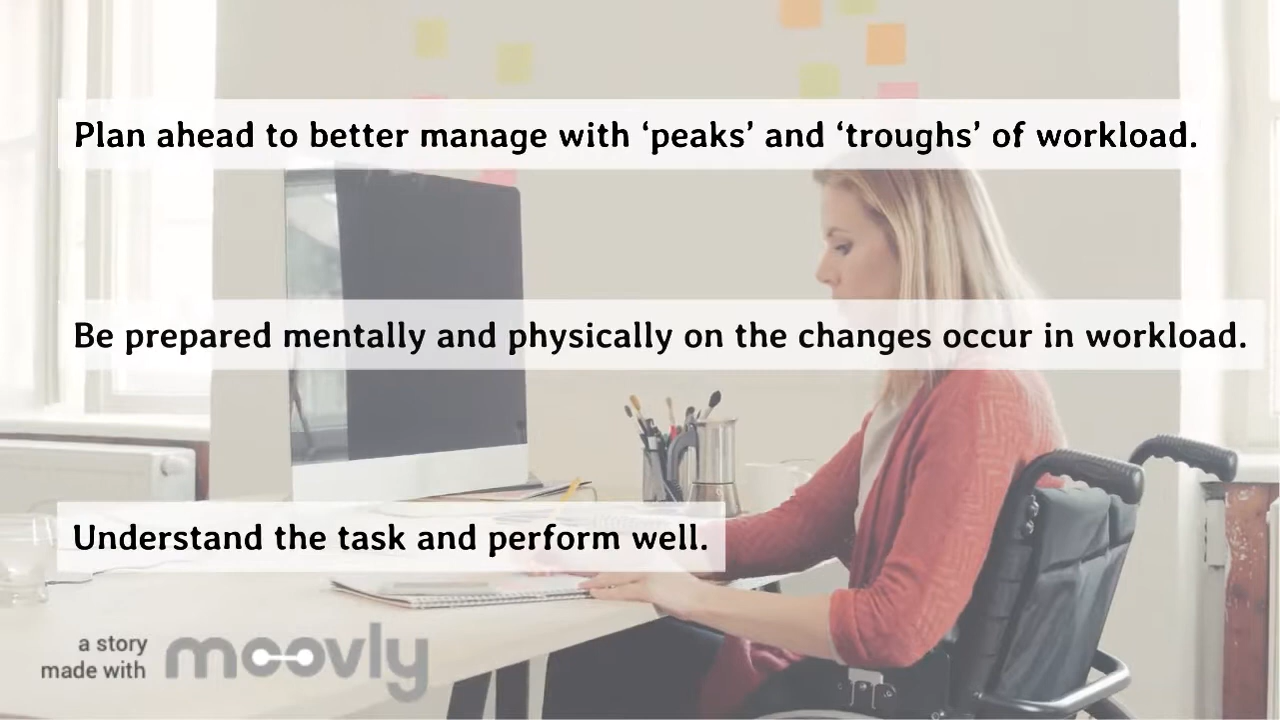 Plan ahead to better manage with ‘peaks’ and ‘troughs’ of workload.
Be prepared mentally and physically on the changes occur in workload.
Understand the task and perform well.
a story
made with
moovly